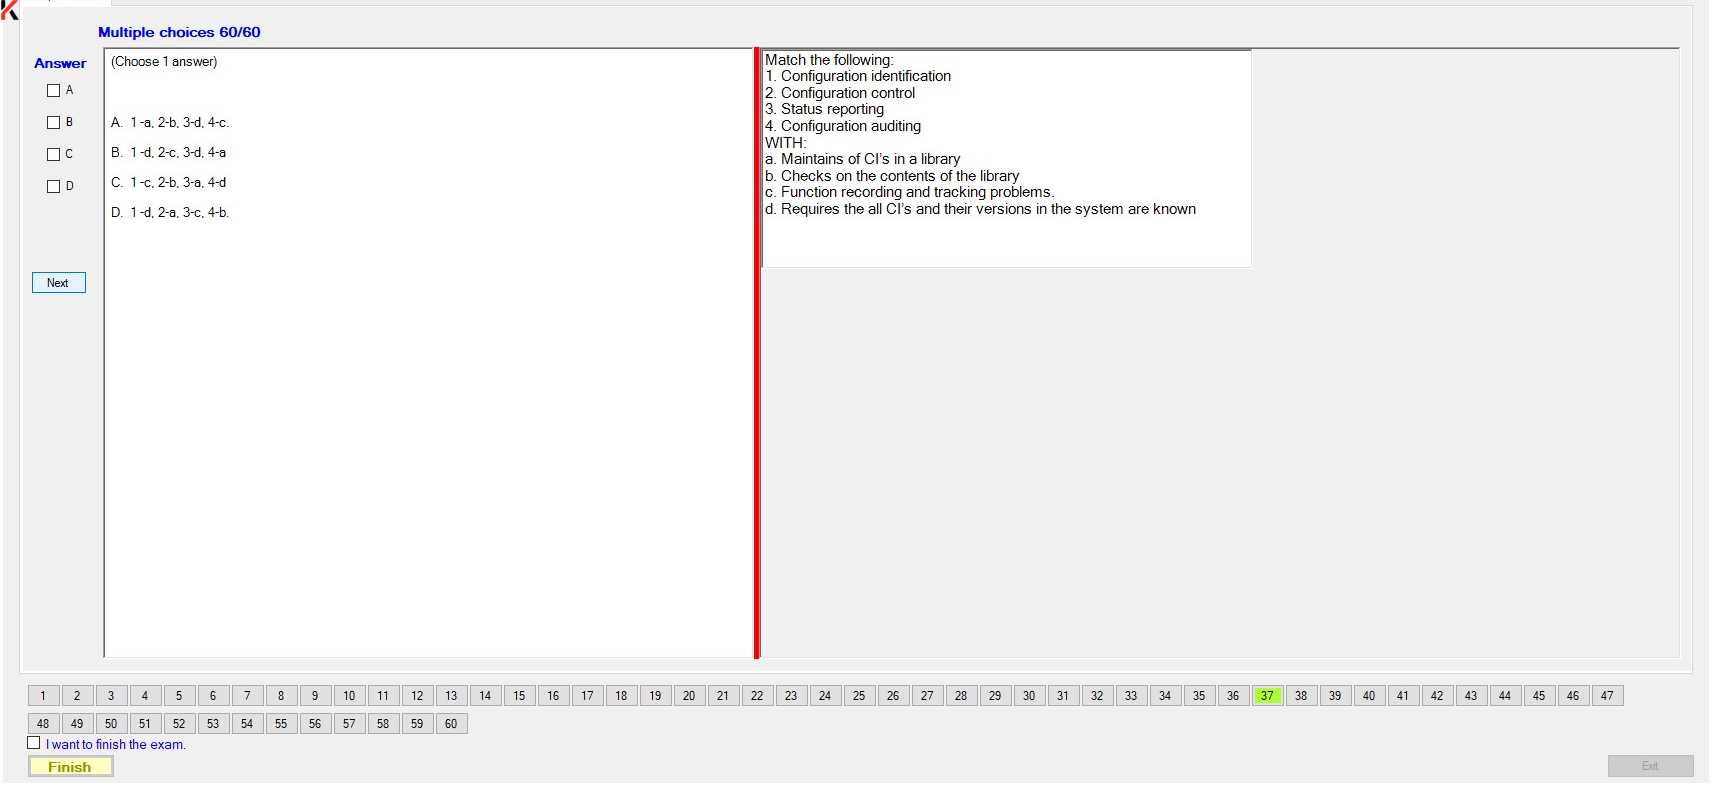 Multiple choices 60/60
Answer
A
B
C
D
Next
(Choose 1 answer)
A. 1-a, 2-b, 3-d, 4-c.
B. 1-d, 2-c, 3-d, 4-a
C. 1-c, 2-b, 3-a, 4-d
D. 1-d, 2-a, 3-c, 4-b.
Match the following:
1. Configuration identification
2. Configuration control
3. Status reporting
4. Configuration auditing
WITH:
a. Maintains of CI's in a library
b. Checks on the contents of the library
c. Function recording and tracking problems.
d. Requires the all CI's and their versions in the system are known
1 2 3 4 5 6 7 8 9 10 11 12 13 14 15 16 17 18 19 20 21 22 23 24 25 26 27 28 29 30 31 32 33 34 35 36 37 38 39 40 41 42 43 44 45 46 47
48 49 50 51 52 53 54 55 56 57 58 59 60
I want to finish the exam.
Finish
Exit